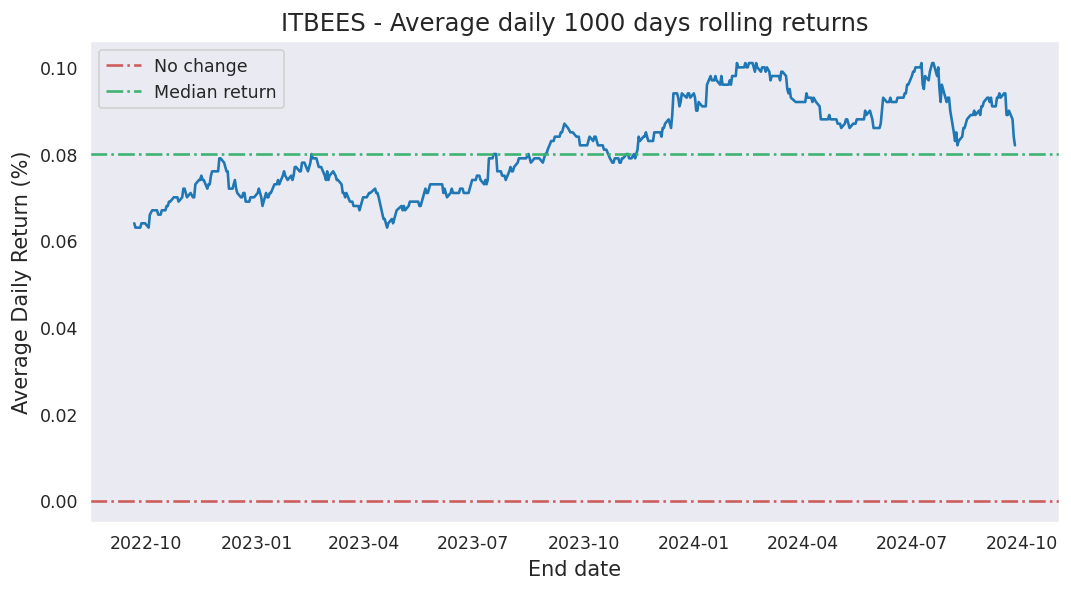 ITBEES - Average daily 1000 days rolling returns
No change
Median return
Average Daily Return (%)
0.10
0.08
0.06
0.04
0.02
0.00
2022-10 2023-01 2023-04 2023-07 2023-10 2024-01 2024-04 2024-07 2024-10
End date